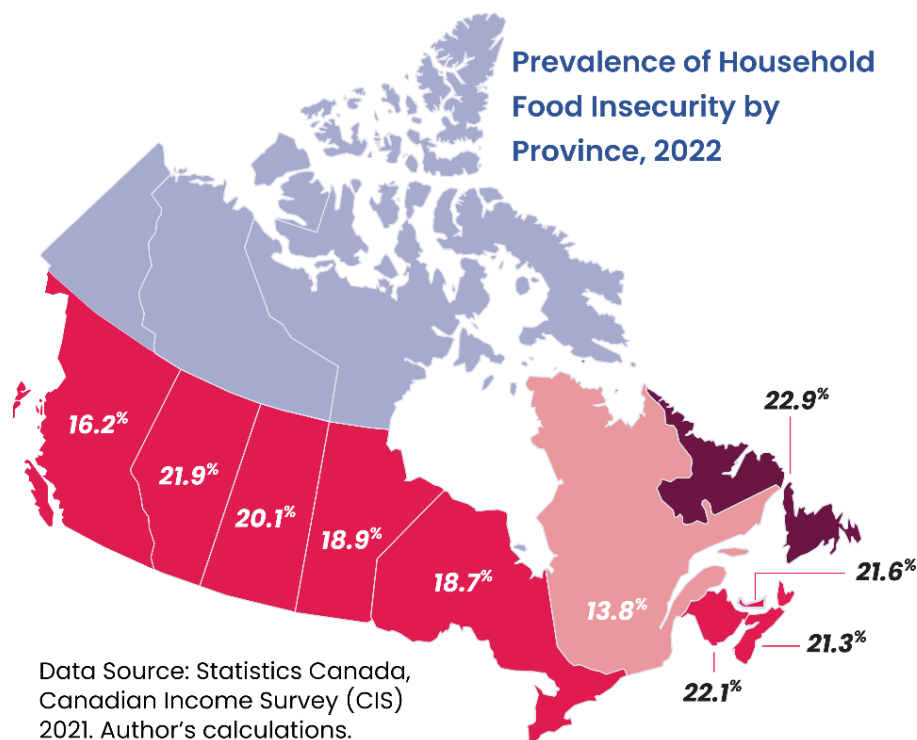 Prevalence of Household
Food Insecurity by
Province, 2022
22.9%
16.2%
21.9%
20.1%
18.9%
18.7%
13.8%
21.6%
21.3%
22.1%
Data Source: Statistics Canada,
Canadian Income Survey (CIS)
2021. Author’s calculations.